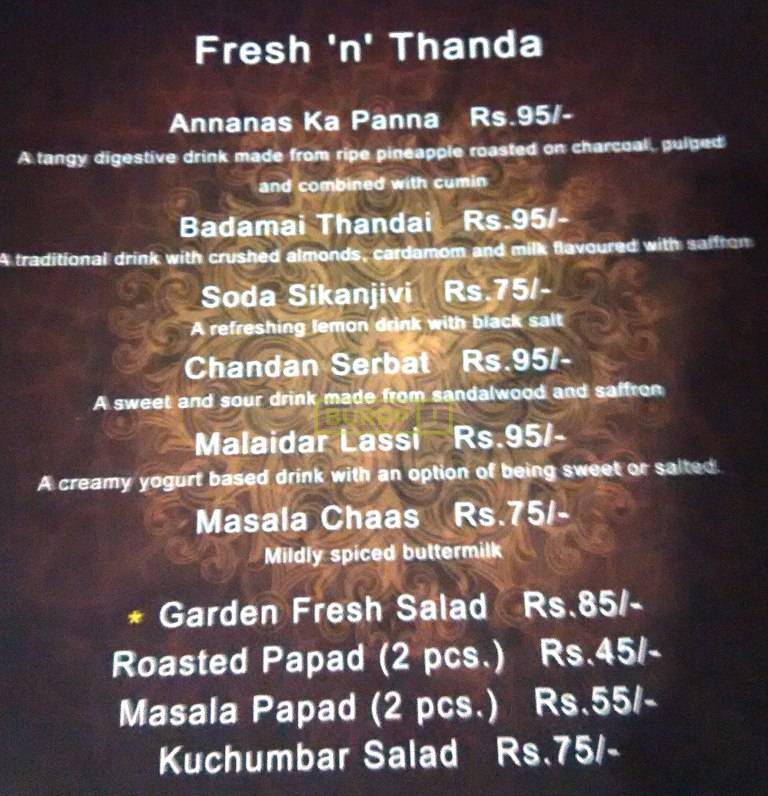 Fresh 'n' Thanda
Annanas Ka Panna Rs.95/-
A tangy digestive drink made from ripe pineapple roasted on charcoal, pulped
and combined with cumin
Badamai Thandai Rs.95/-
A traditional drink with crushed almonds, cardamom and milk flavoured with saffron
Soda Sikanjivi Rs.75/-
A refreshing lemon drink with black salt
Chandan Serbat Rs.95/-
A sweet and sour drink made from sandalwood and saffron
Malaidar Lassi Rs.95/-
A creamy yogurt based drink with an option of being sweet or salted.
Masala Chaas Rs.75/-
Mildly spiced buttermilk
* Garden Fresh Salad Rs.85/-
Roasted Papad (2 pcs.) Rs.45/-
Masala Papad (2 pcs.) Rs.55/-
Kuchumbar Salad Rs.75/-